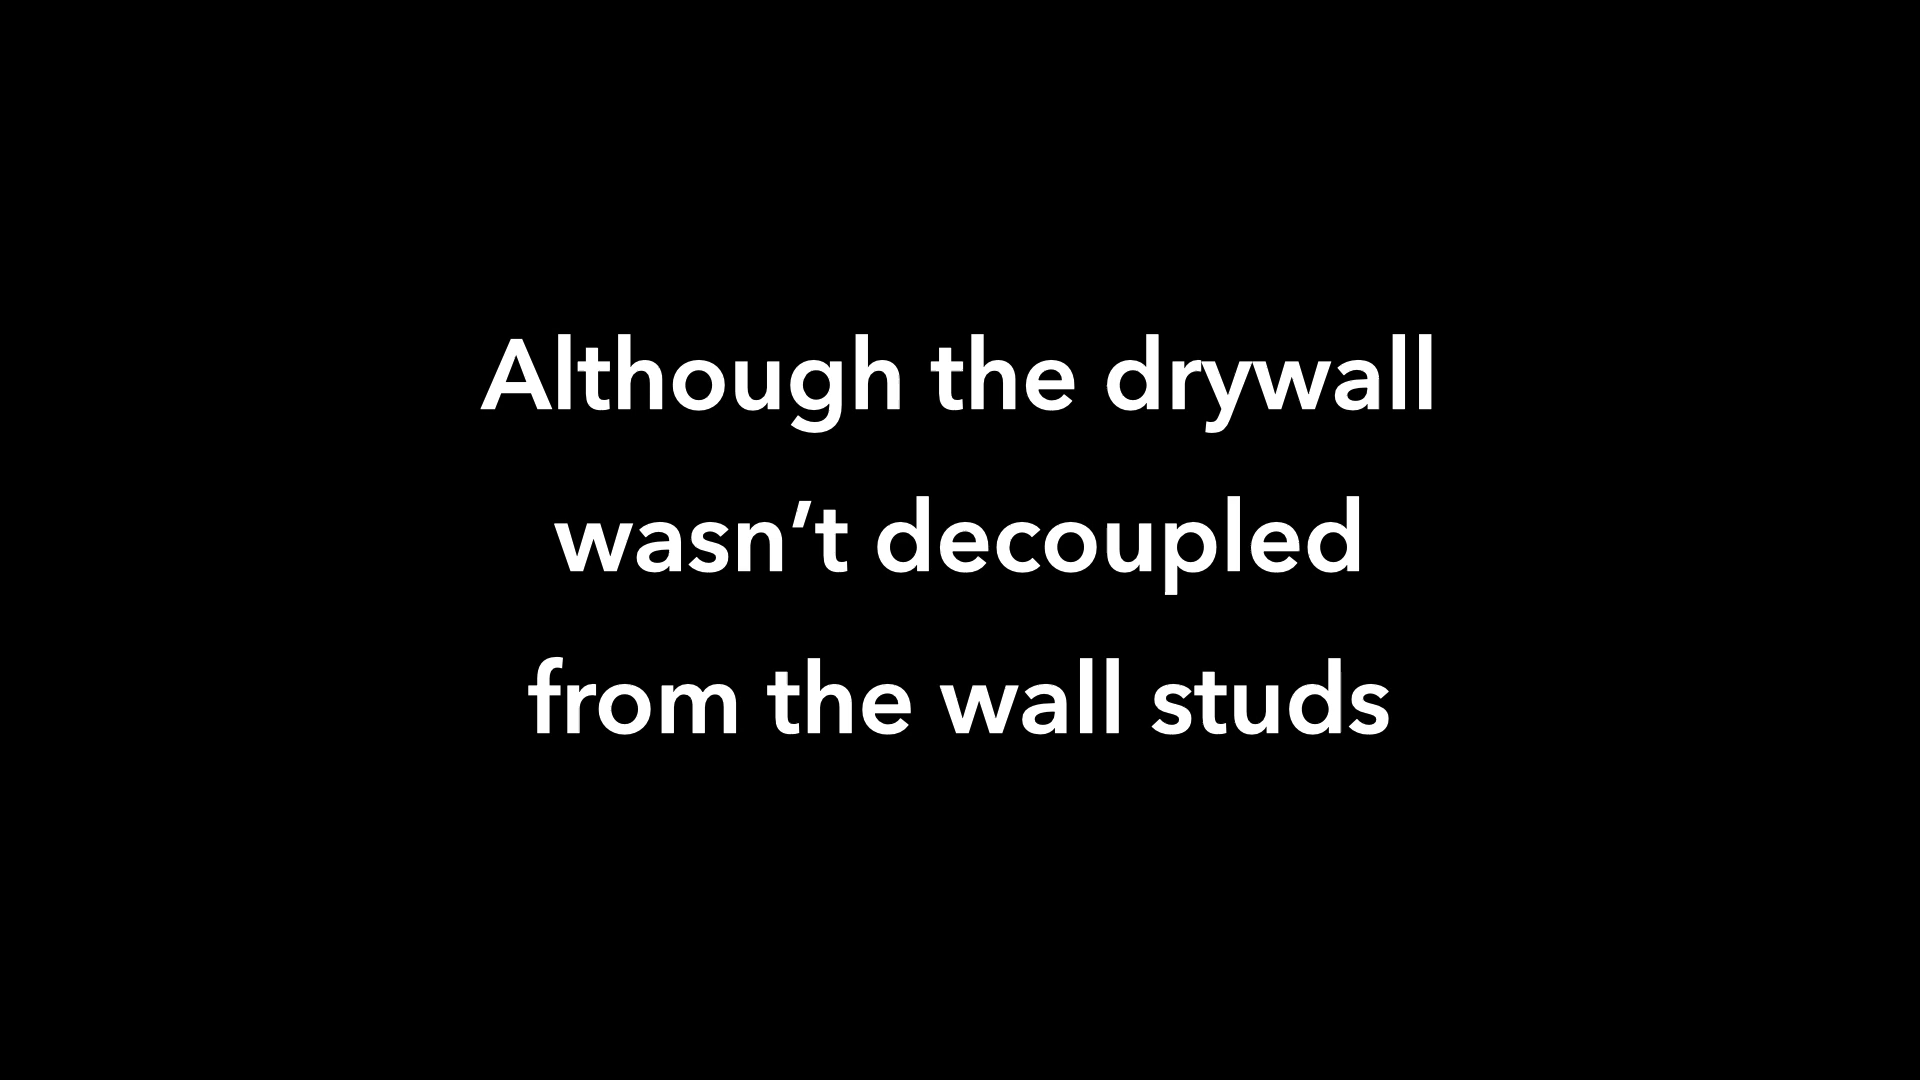 Although the drywall
wasn’t decoupled
from the wall studs